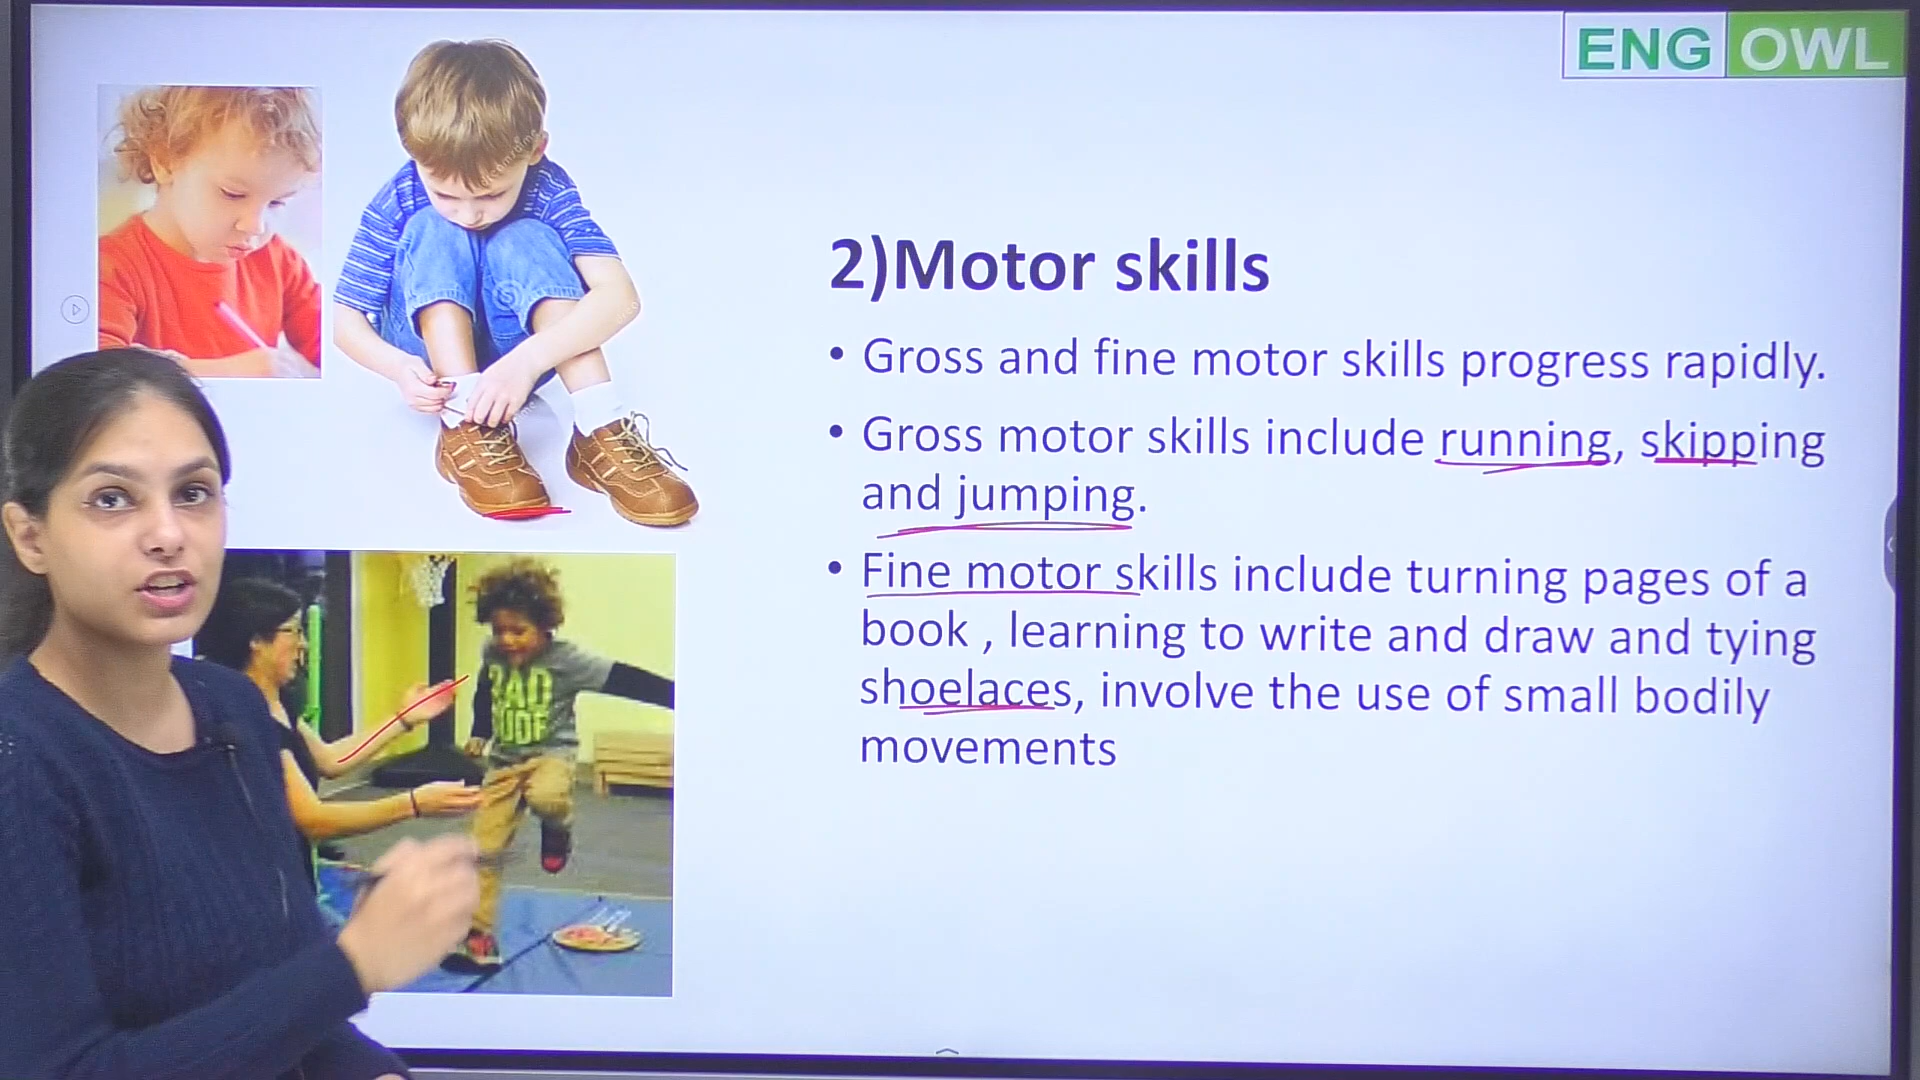 ENG OWL
2)Motor skills
• Gross and fine motor skills progress rapidly.
• Gross motor skills include running, skipping
and jumping.
• Fine motor skills include turning pages of a
book , learning to write and draw and tying
shoelaces, involve the use of small bodily
movements